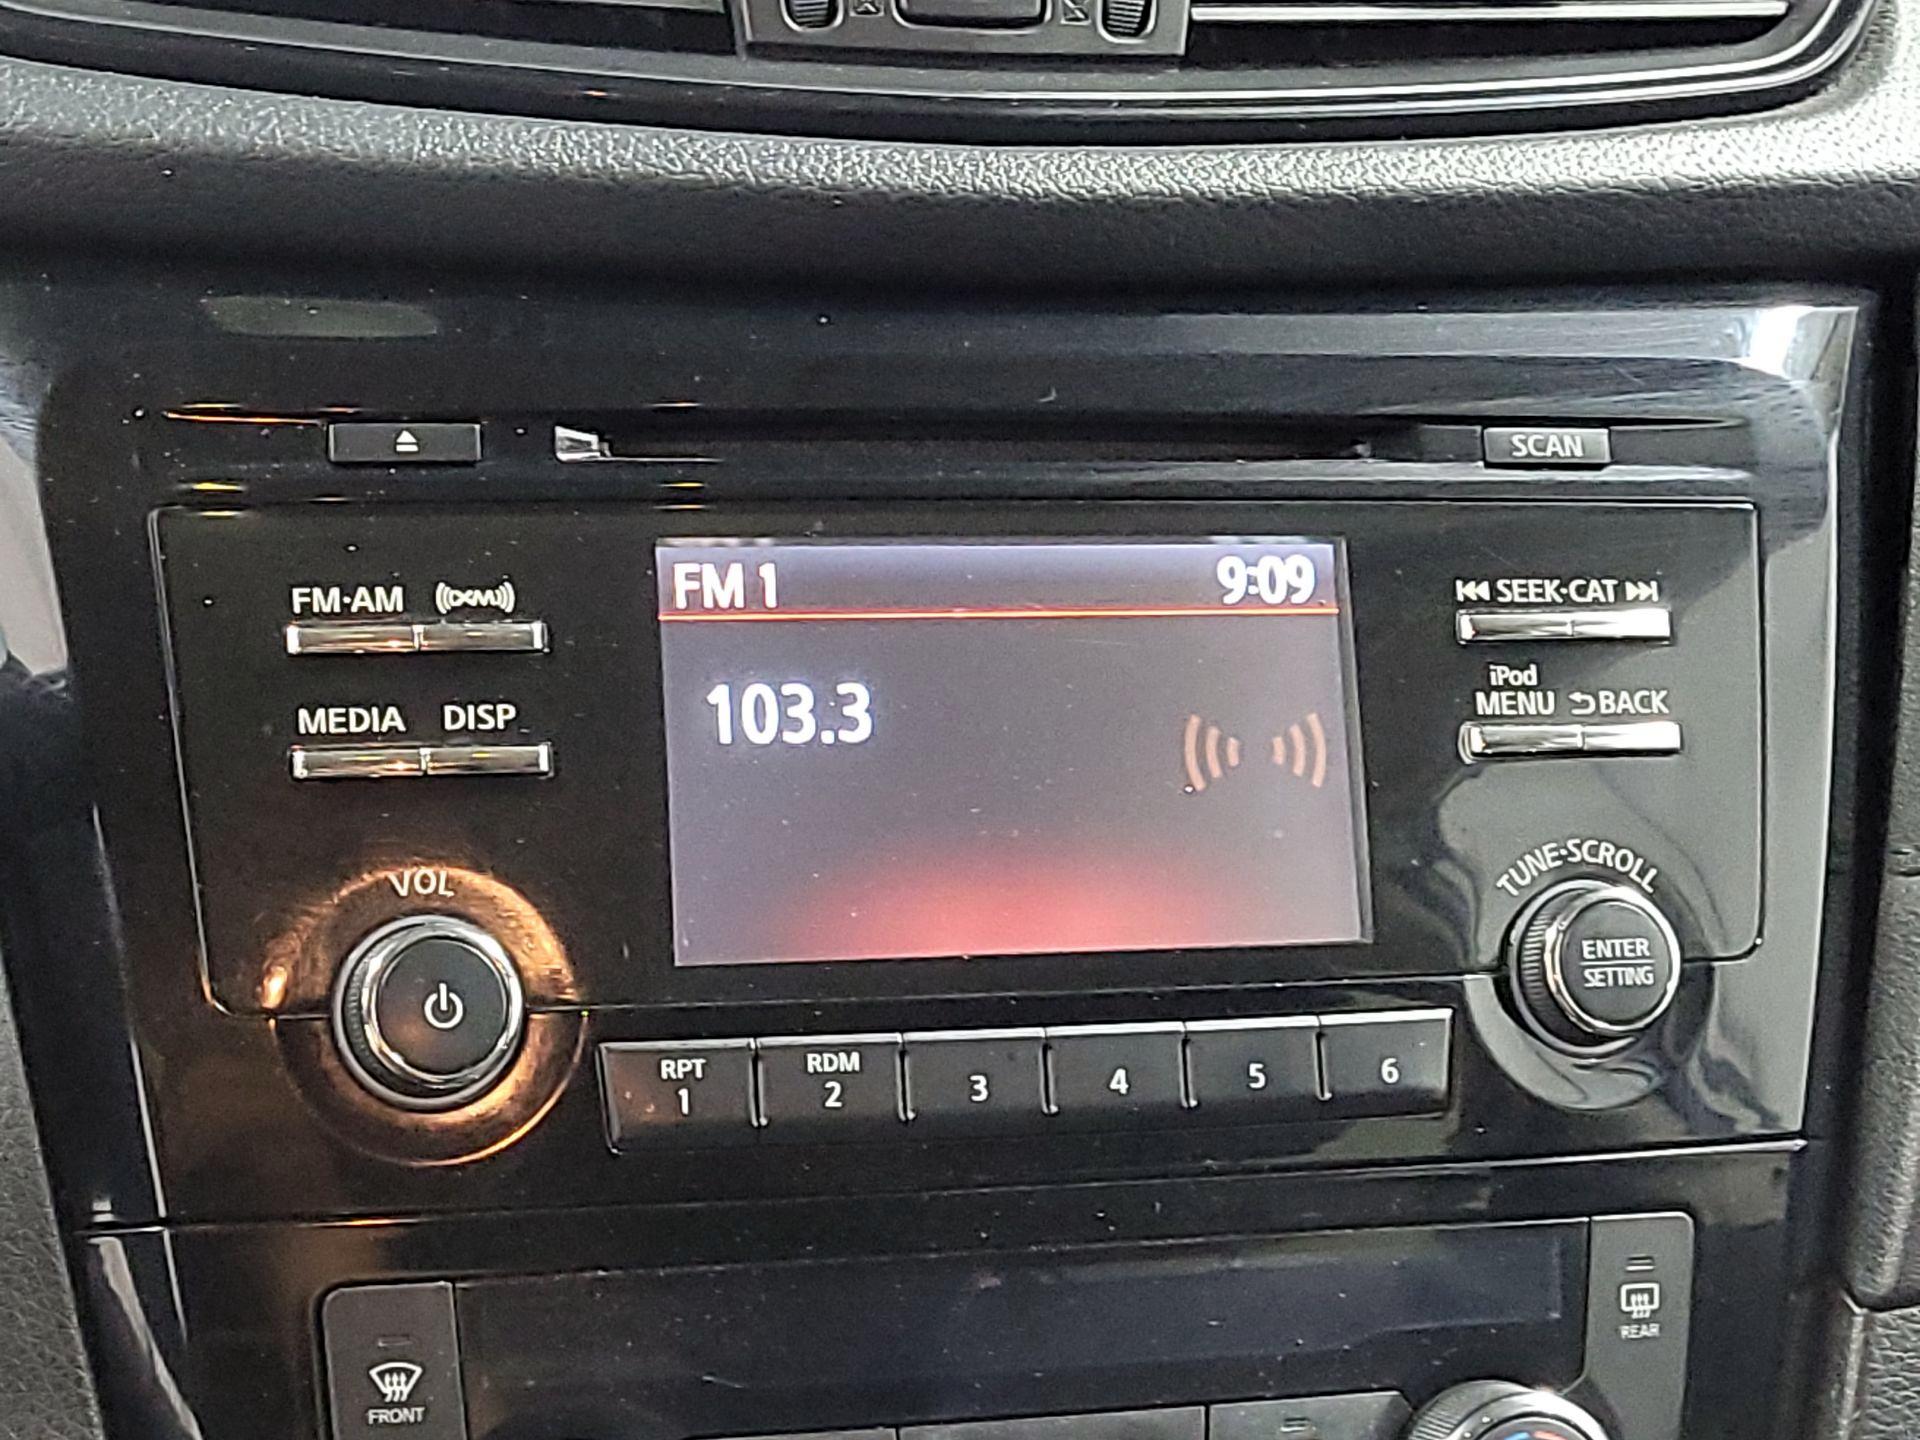 SCAN
FM 1 9:09
FM·AM XM
SEEK·CAT
103.3
iPod
MEDIA DISP
MENU BACK
VOL
TUNE·SCROLL
ENTER
SETTING
RPT
1
RDM
2
3
4
5
6
REAR
FRONT